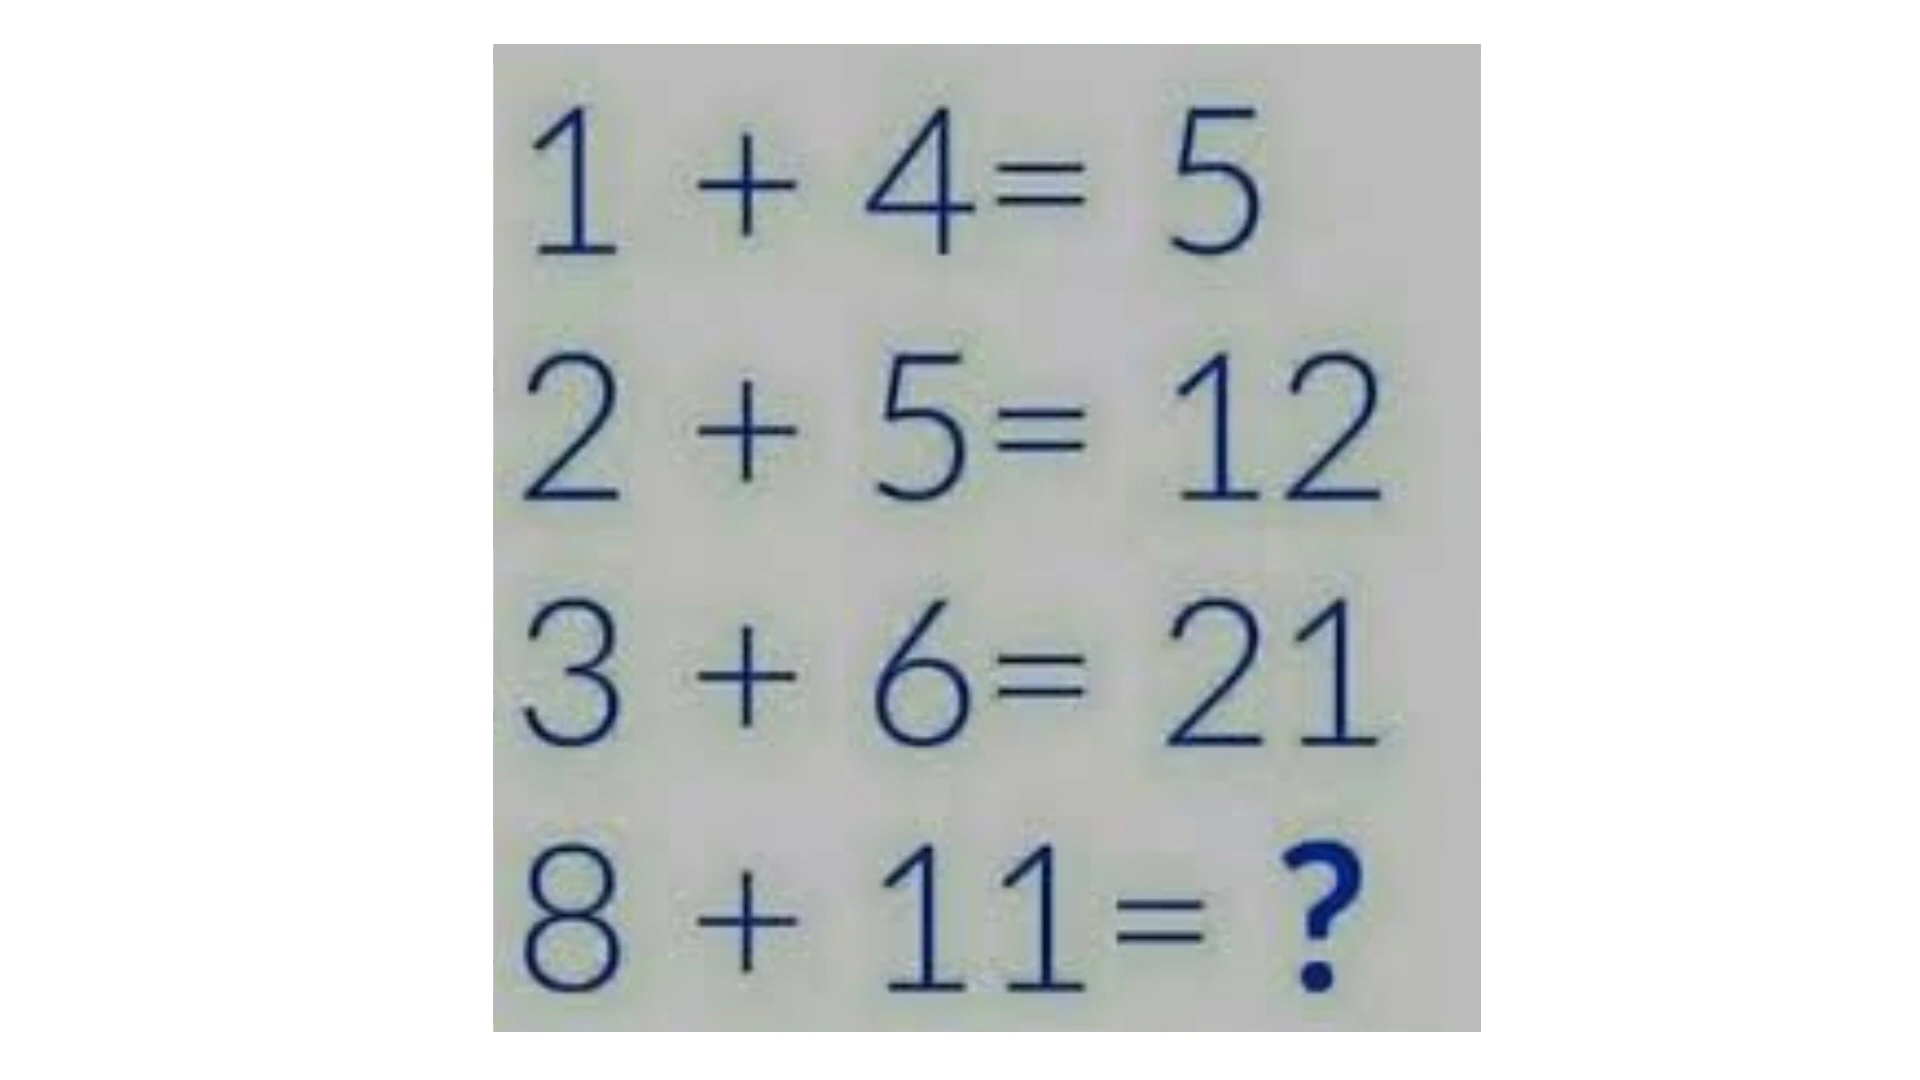 1 + 4= 5
2 + 5= 12
3 + 6= 21
8 + 11= ?